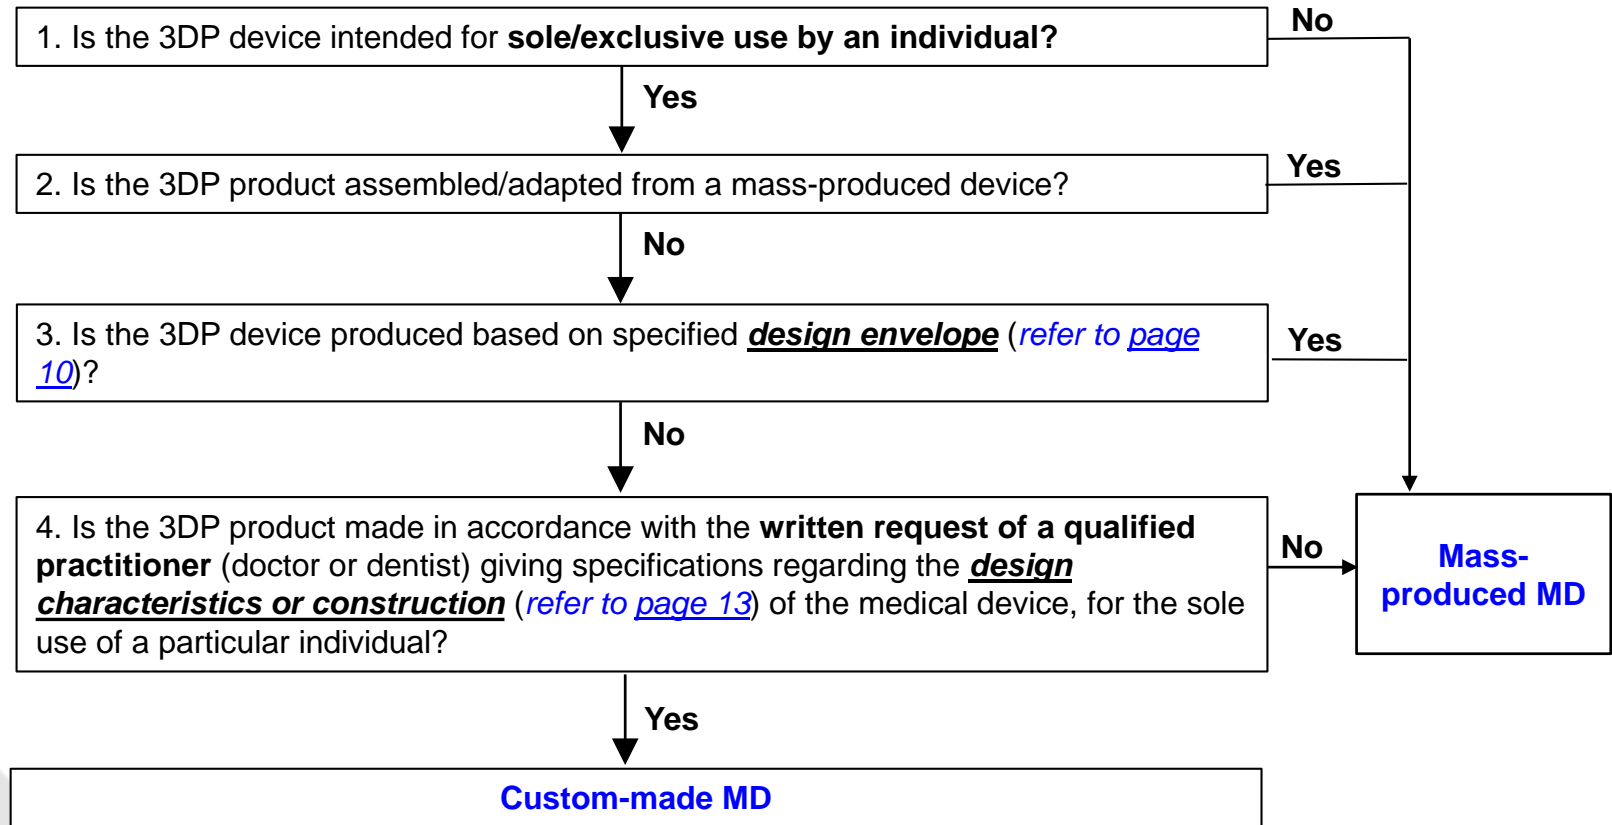 1. Is the 3DP device intended for sole/exclusive use by an individual?
No
Yes
2. Is the 3DP product assembled/adapted from a mass-produced device?
Yes
No
3. Is the 3DP device produced based on specified design envelope (refer to page
10)?
Yes
No
4. Is the 3DP product made in accordance with the written request of a qualified
practitioner (doctor or dentist) giving specifications regarding the design
characteristics or construction (refer to page 13) of the medical device, for the sole
use of a particular individual?
No
Mass-
produced MD
Yes
Custom-made MD